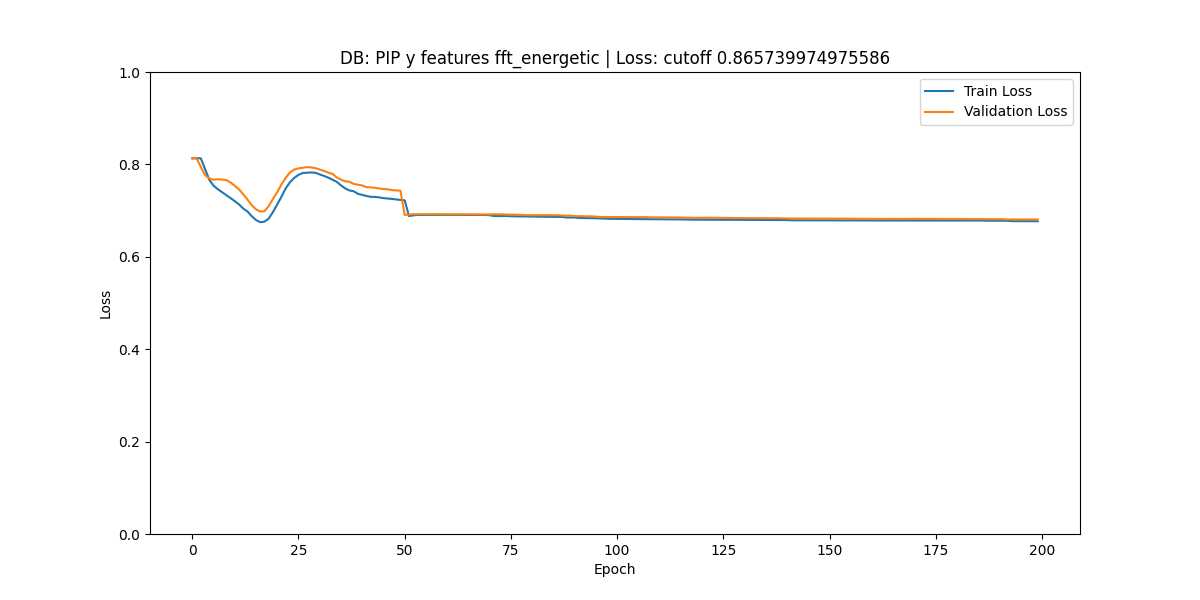 DB: PIP y features fft_energetic | Loss: cutoff 0.865739974975586
Train Loss
Validation Loss
1.0
0.8
0.6
0.4
0.2
0.0
Loss
0 25 50 75 100 125 150 175 200
Epoch